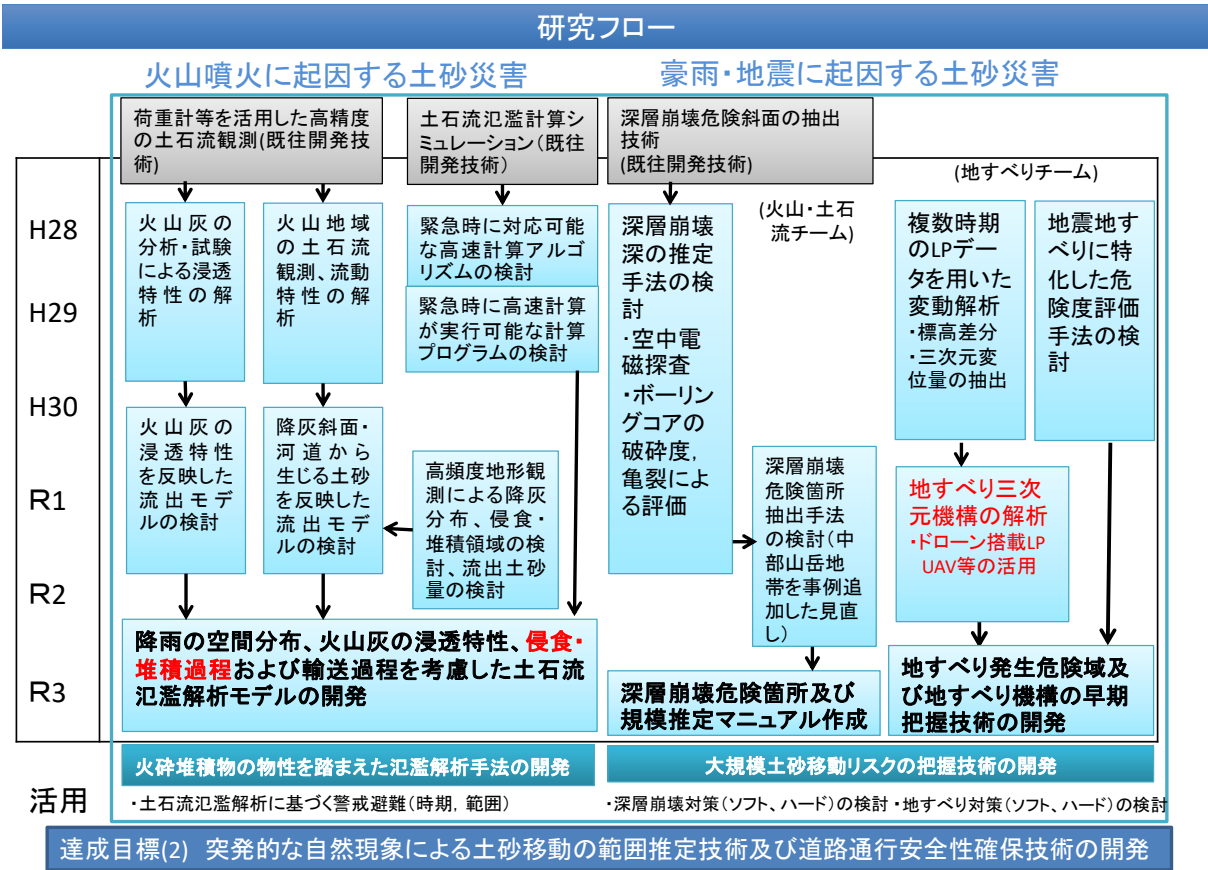 研究フロー
火山噴火に起因する土砂災害
豪雨・地震に起因する土砂災害
荷重計等を活用した高精度
の土石流観測(既往開発技
術)
土石流氾濫計算シ
ミュレーション(既往
開発技術)
深層崩壊危険斜面の抽出
技術
(既往開発技術)
(地すべりチーム)
(火山・土石
流チーム)
H28
H29
H30
R1
R2
R3
活用
火山灰の
分析・試験
による浸透
特性の解
析
火山地域
の土石流
観測、流動
特性の解
析
緊急時に対応可能
な高速計算アルゴ
リズムの検討
緊急時に高速計算
が実行可能な計算
プログラムの検討
深層崩壊
深の推定
手法の検
討
・空中電
磁探査
・ボーリン
グコアの
破砕度,
亀裂によ
る評価
複数時期
のLPデー
タを用いた
変動解析
・標高差分
・三次元変
位量の抽出
地震地すべ
りに特
化した危
険度評価
手法の検
討
火山灰の
浸透特性
を反映した
流出モデ
ルの検討
降灰斜面・
河道から
生じる土砂
を反映した
流出モデ
ルの検討
高頻度地形観
測による降灰
分布、侵食・
堆積領域の検
討、流出土砂
量の検討
深層崩壊
危険箇所
抽出手法
の検討(中
部山岳地
帯を事例追
加した見直
し)
地すべり三次
元機構の解析
・ドローン搭載LP
UAV等の活用
降雨の空間分布、火山灰の浸透特性、侵食・
堆積過程および輸送過程を考慮した土石流
氾濫解析モデルの開発
深層崩壊危険箇所及び
規模推定マニュアル作成
地すべり発生危険域及
び地すべり機構の早期
把握技術の開発
火砕堆積物の物性を踏まえた氾濫解析手法の開発
大規模土砂移動リスクの把握技術の開発
・土石流氾濫解析に基づく警戒避難(時期, 範囲)
・深層崩壊対策(ソフト、ハード)の検討 ・地すべり対策(ソフト、ハード)の検討
達成目標(2) 突発的な自然現象による土砂移動の範囲推定技術及び道路通行安全性確保技術の開発